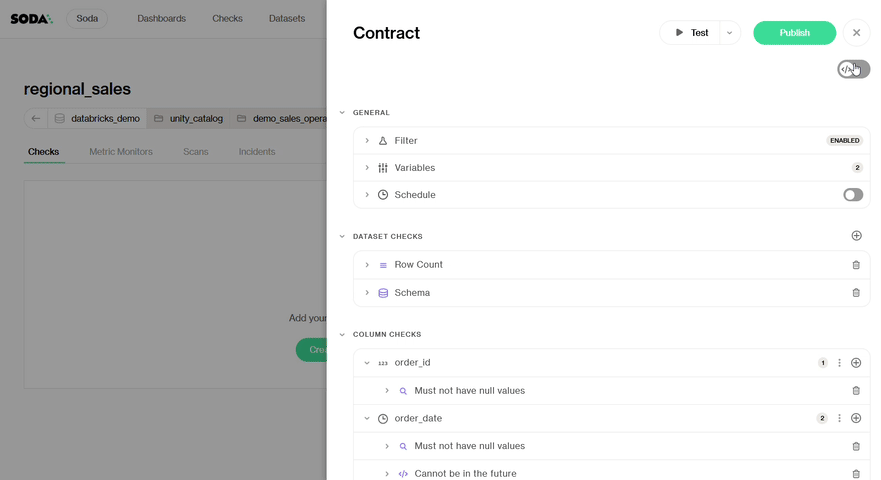 SODA
Soda
Dashboards
Checks
Datasets
Contract
Test
Publish
</>
regional_sales
databricks_demo
unity_catalog
demo_sales_opera
Checks
Metric Monitors
Scans
Incidents
Add your
Crea
GENERAL
Filter
ENABLED
Variables
2
Schedule
DATASET CHECKS
Row Count
Schema
COLUMN CHECKS
123 order_id
1
Must not have null values
order_date
2
Must not have null values
</> Cannot be in the future